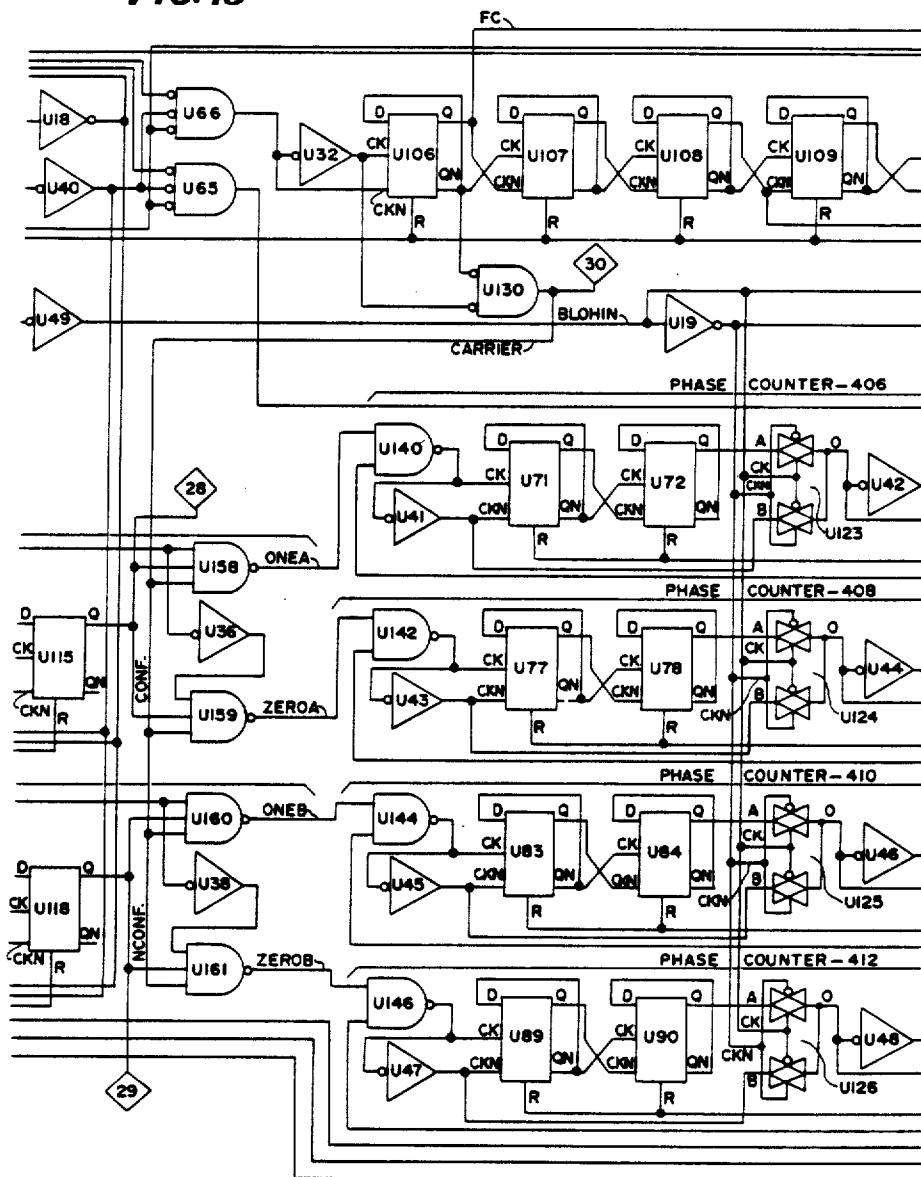 FC
U18
U66
D Q
D Q
D Q
D Q
U32
CK
U106
CK
U107
CK
U108
CK
U109
U40
U65
QN
CKN
QN
CKN
QN
CKN
QN
CKN
R
R
R
R
U130
30
U49
BLOHIN
U19
CARRIER
PHASE COUNTER-406
U140
D Q
D Q
A
O
28
CK
U71
CK
U72
CK
CKN
U42
U41
CKN
QN
CKN
QN
B
U123
R
R
U158
ONEA
PHASE COUNTER-408
D Q
U36
U142
D Q
D Q
A
O
CK
U115
CONF.
CK
U77
CK
U78
CK
U44
QN
U43
CKN
QN
CKN
QN
B
CKN
R
U159
ZEROA
R
R
CKN
U124
PHASE COUNTER-410
U160
ONEB
U144
D Q
D Q
A
O
CK
U83
CK
U84
CK
U46
D Q
U38
U45
CKN
QN
CKN
QN
B
CK
U118
NCONF.
R
R
CKN
U125
QN
CKN
R
U161
ZEROB
PHASE COUNTER-412
U146
D Q
D Q
A
O
CK
U89
CK
U90
CK
U48
U47
CKN
QN
CKN
QN
CKN
B
29
R
R
U126